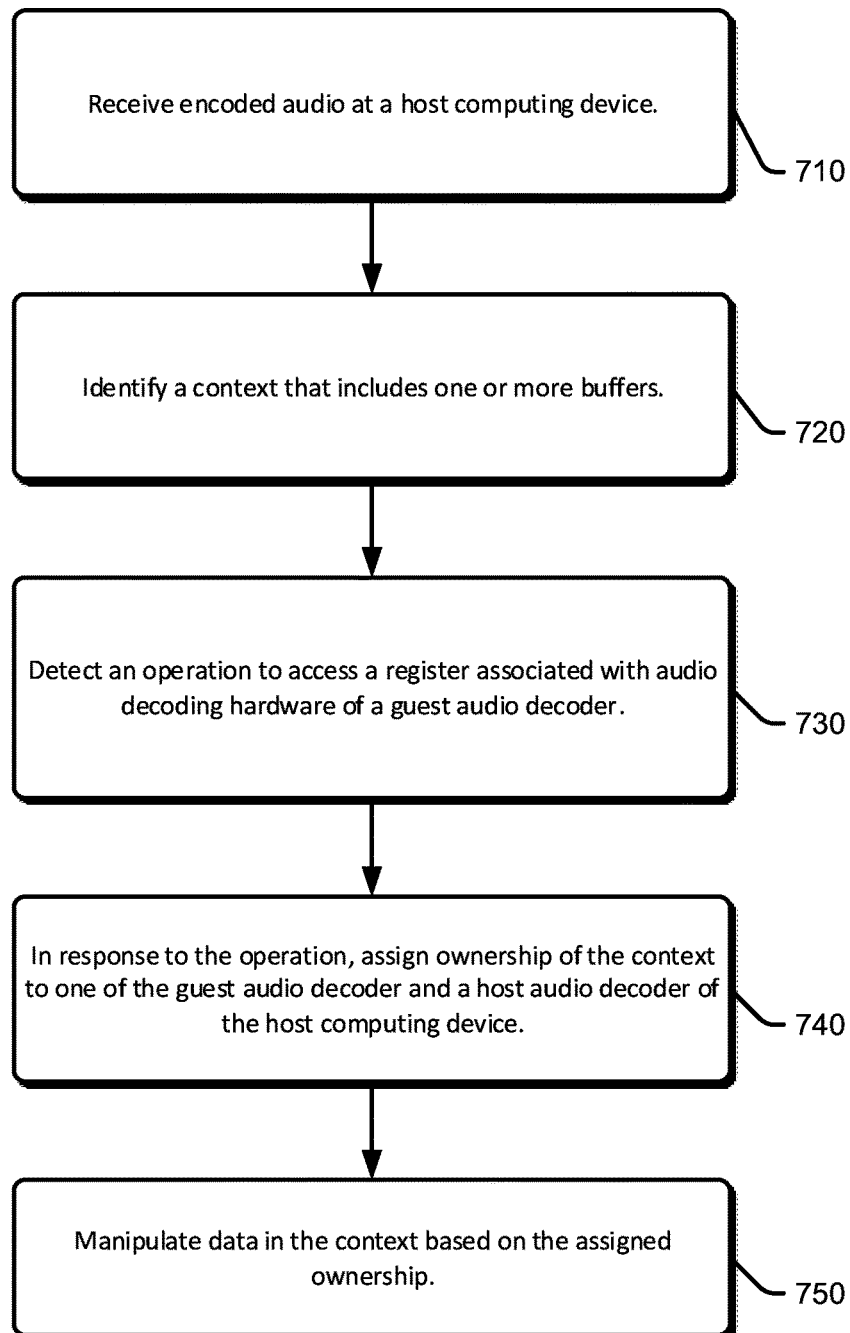 Receive encoded audio at a host computing device.
710
Identify a context that includes one or more buffers.
720
Detect an operation to access a register associated with audio
decoding hardware of a guest audio decoder.
730
In response to the operation, assign ownership of the context
to one of the guest audio decoder and a host audio decoder of
the host computing device.
740
Manipulate data in the context based on the assigned
ownership.
750